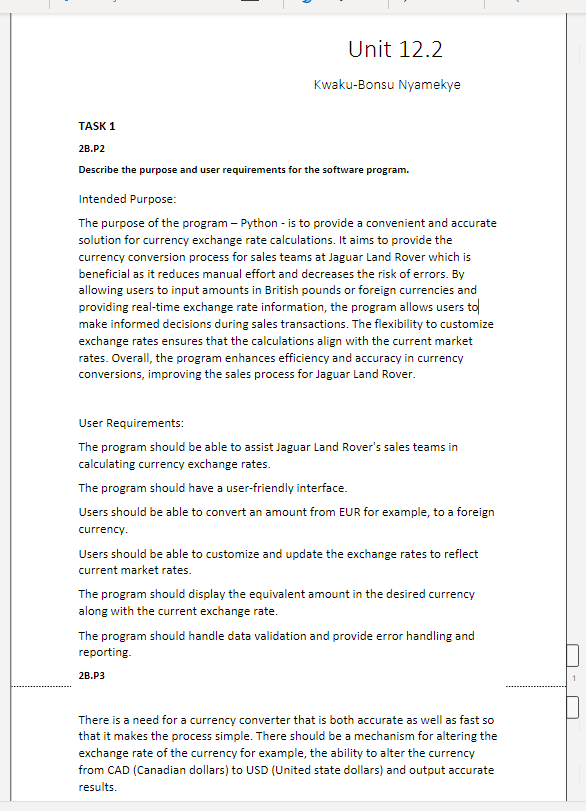 Unit 12.2
Kwaku-Bonsu Nyamekye
TASK 1
2B.P2
Describe the purpose and user requirements for the software program.
Intended Purpose:
The purpose of the program – Python - is to provide a convenient and accurate
solution for currency exchange rate calculations. It aims to provide the
currency conversion process for sales teams at Jaguar Land Rover which is
beneficial as it reduces manual effort and decreases the risk of errors. By
allowing users to input amounts in British pounds or foreign currencies and
providing real-time exchange rate information, the program allows users to
make informed decisions during sales transactions. The flexibility to customize
exchange rates ensures that the calculations align with the current market
rates. Overall, the program enhances efficiency and accuracy in currency
conversions, improving the sales process for Jaguar Land Rover.
User Requirements:
The program should be able to assist Jaguar Land Rover's sales teams in
calculating currency exchange rates.
The program should have a user-friendly interface.
Users should be able to convert an amount from EUR for example, to a foreign
currency.
Users should be able to customize and update the exchange rates to reflect
current market rates.
The program should display the equivalent amount in the desired currency
along with the current exchange rate.
The program should handle data validation and provide error handling and
reporting.
2B.P3
1
There is a need for a currency converter that is both accurate as well as fast so
that it makes the process simple. There should be a mechanism for altering the
exchange rate of the currency for example, the ability to alter the currency
from CAD (Canadian dollars) to USD (United state dollars) and output accurate
results.